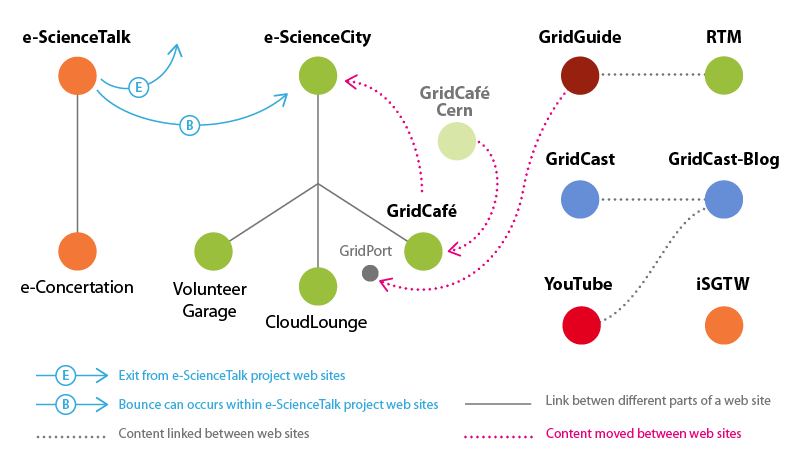 e-ScienceTalk
e-ScienceCity
GridGuide
RTM
E
B
GridCafé
Cern
GridCast
GridCast-Blog
GridCafé
GridPort
e-Concertation
Volunteer
Garage
CloudLounge
YouTube
iSGTW
E
Exit from e-ScienceTalk project web sites
B
Bounce can occurs within e-ScienceTalk project web sites
Link betwen different parts of a web site
Content linked between web sites
Content moved between web sites